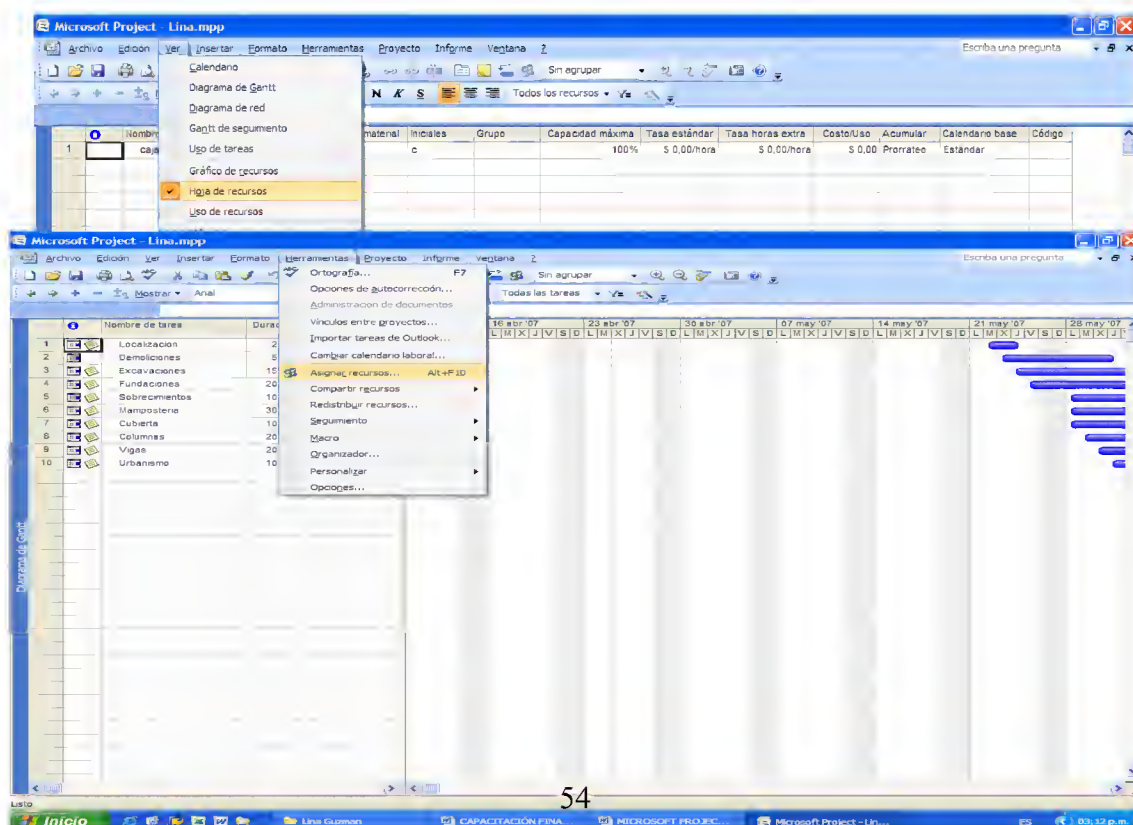 Microsoft Project - Lina.mpp
Archivo Edición Ver Insertar Formato Herramientas Proyecto Informe Ventana ? Escriba una pregunta
Calendario
Sin agrupar
Diagrama de Gantt
N K S Todos los recursos
Diagrama de red
Gantt de seguimiento
material Iniciales Grupo Capacidad máxima Tasa estándar Tasa horas extra Costo/Uso Acumular Calendario base Código
1 Uso de tareas c 100% $ 0,00/hora $ 0,00/hora $ 0,00 Prorrateo Estándar
Gráfico de recursos
Hoja de recursos
Uso de recursos
Microsoft Project - Lina.mpp
Archivo Edición Ver Insertar Formato Herramientas Proyecto Informe Ventana ? Escriba una pregunta
Ortografía... F7 Sin agrupar
Mostrar Arial Opciones de autocorrección... Todas las tareas
Administración de documentos
Nombre de tarea Vínculos entre proyectos... 16 abr '07 23 abr '07 30 abr '07 07 may '07 14 may '07 21 may '07 28 may '07
L M X J V S D L M X J V S D L M X J V S D L M X J V S D L M X J V S D L M X J V S D L M X J
1 Localizacion Importar tareas de Outlook...
2 Demoliciones 5 Cambiar calendario laboral...
3 Excavaciones 15 Asignar recursos... Alt+F10
4 Fundaciones 20 Compartir recursos
5 Sobrecimientos 10 Redistribuir recursos...
6 Mamposteria 30 Seguimiento
7 Cubierta 10
8 Columnas 20 Macro
9 Vigas 20 Organizador...
10 Urbanismo 10 Personalizar
Opciones...
Diagrama de Gantt
54
Listo
Inicio Lina Guzman CAPACITACIÓN FINA... MICROSOFT PROJEC... Microsoft Project - Lin... ES 03:12 p.m.